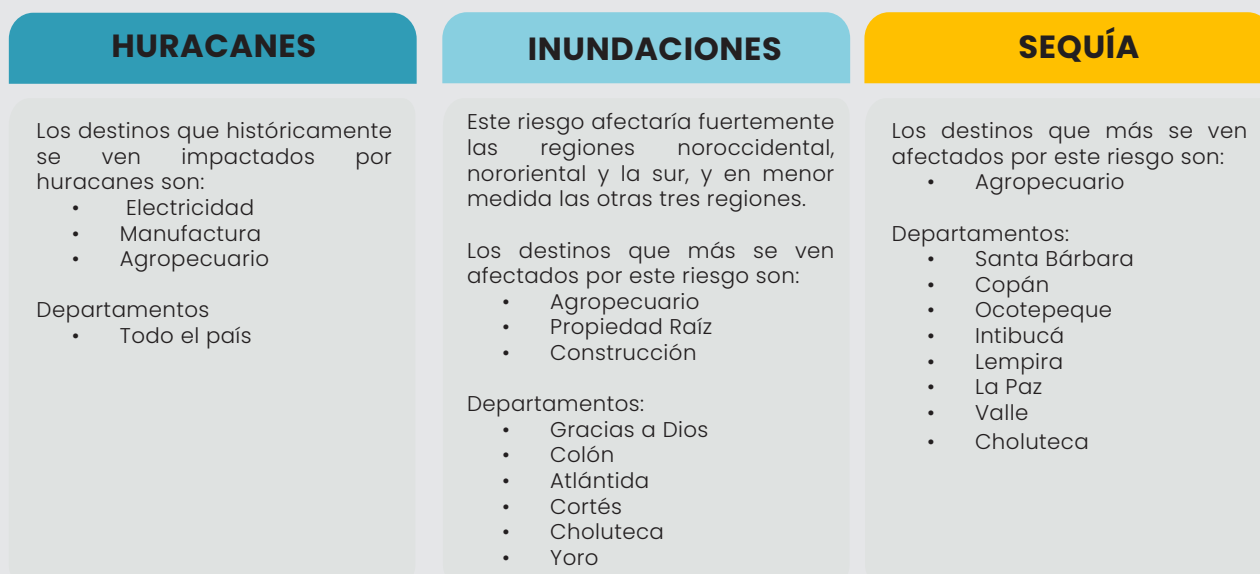 HURACANES
Los destinos que históricamente
se ven impactados por
huracanes son:
• Electricidad
• Manufactura
• Agropecuario
Departamentos
• Todo el país
INUNDACIONES
Este riesgo afectaría fuertemente
las regiones noroccidental,
nororiental y la sur, y en menor
medida las otras tres regiones.
Los destinos que más se ven
afectados por este riesgo son:
• Agropecuario
• Propiedad Raíz
• Construcción
Departamentos:
• Gracias a Dios
• Colón
• Atlántida
• Cortés
• Choluteca
• Yoro
SEQUÍA
Los destinos que más se ven
afectados por este riesgo son:
• Agropecuario
Departamentos:
• Santa Bárbara
• Copán
• Ocotepeque
• Intibucá
• Lempira
• La Paz
• Valle
• Choluteca